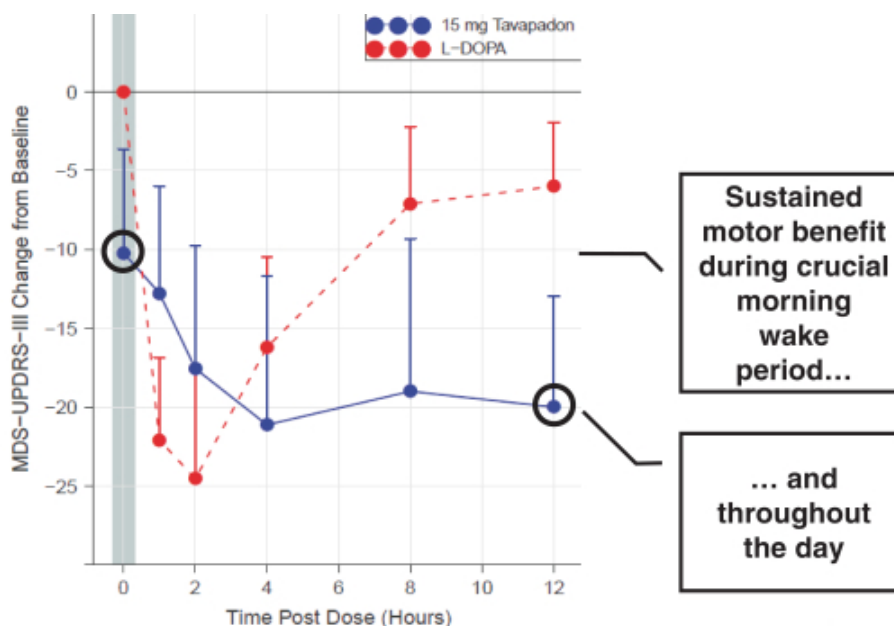 15 mg Tavapadon
L-DOPA
MDS-UPDRS-III Change from Baseline
0
-5
-10
-15
-20
-25
0
2
4
6
8
10
12
Time Post Dose (Hours)
Sustained
motor benefit
during crucial
morning
wake
period…
… and
throughout
the day